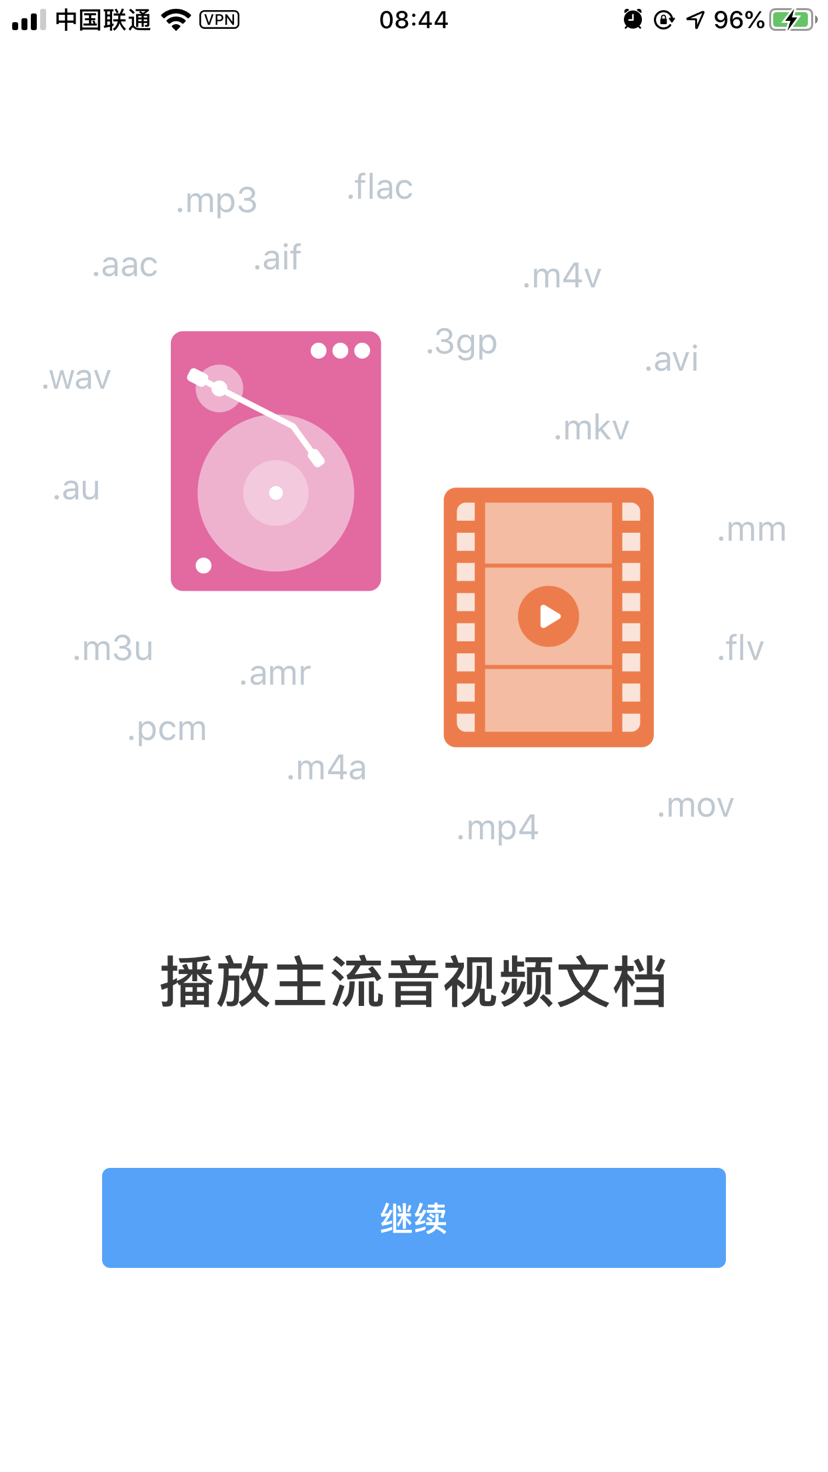 中国联通 VPN 08:44 96%
.mp3 .flac
.aac .aif .m4v
.3gp .avi
.wav
.mkv
.au
.mm
.m3u .flv
.amr
.pcm
.m4a
.mov
.mp4
播放主流音视频文档
继续